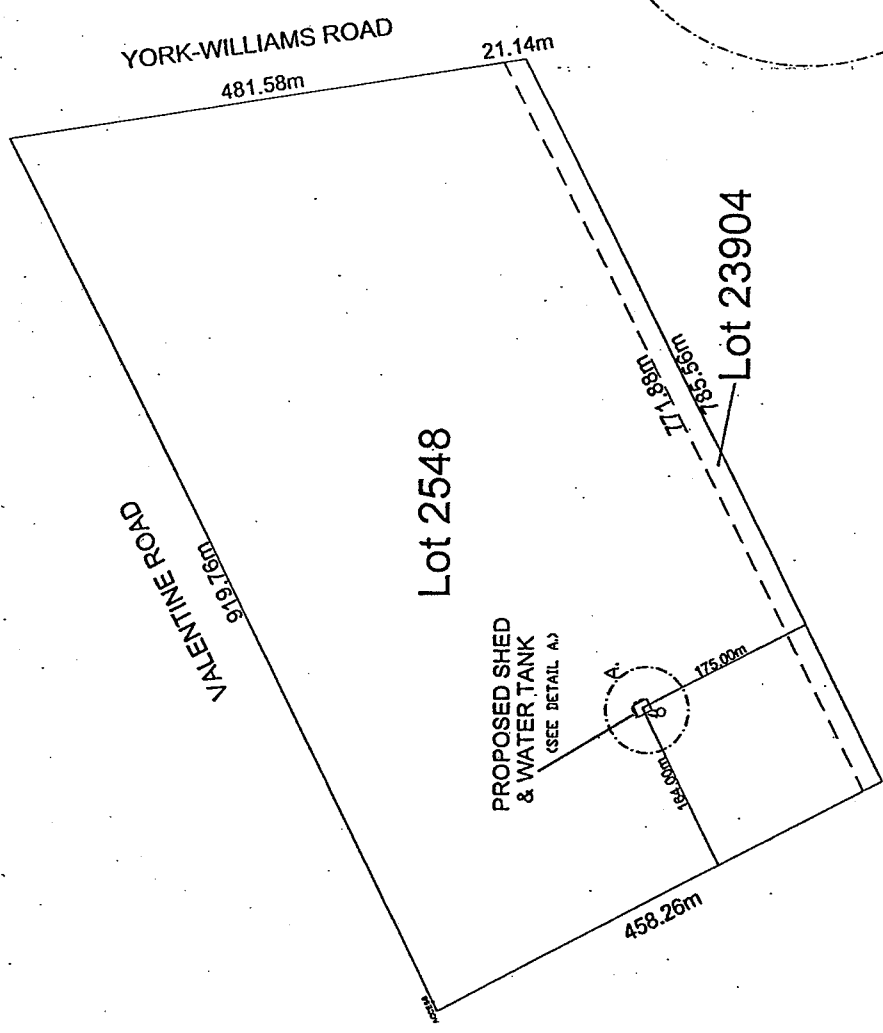 YORK-WILLIAMS ROAD
21.14m
481.58m
VALENTINE ROAD
919.76m
Lot 2548
Lot 23904
771.88m
785.56m
PROPOSED SHED
& WATER TANK
(SEE DETAIL A.)
A.
175.00m
164.00m
458.26m
ACCESS